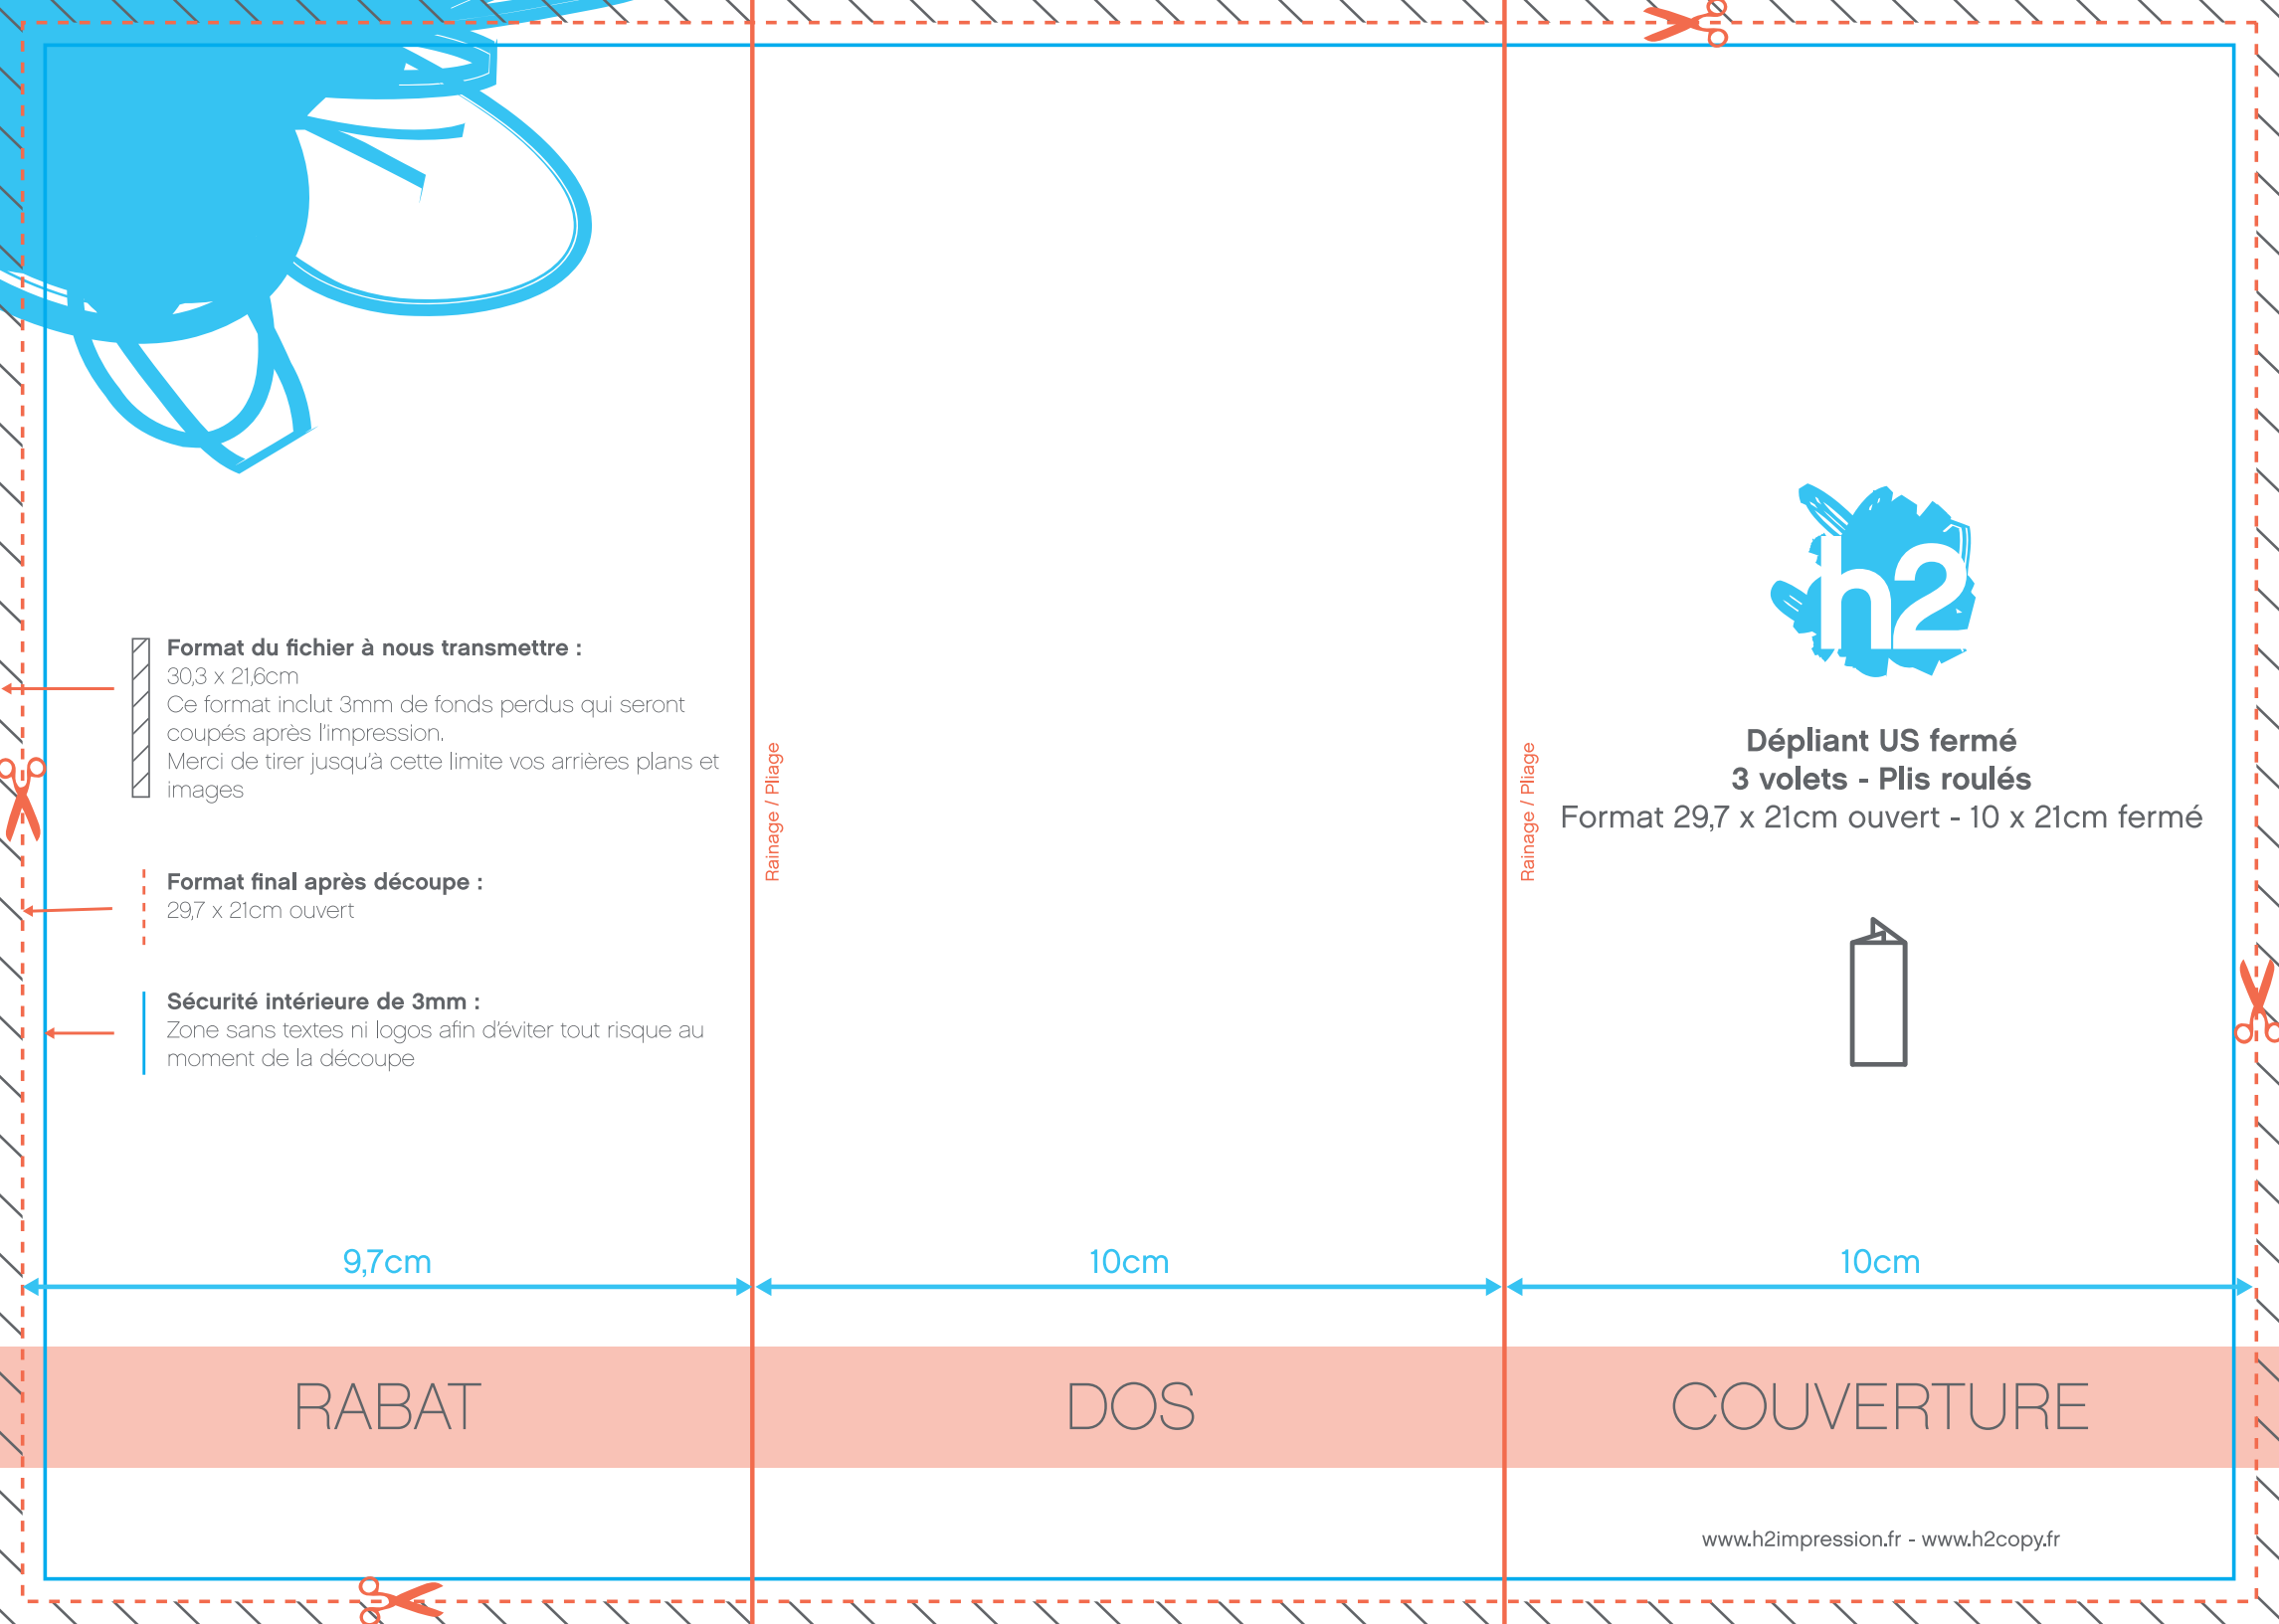 Format du fichier à nous transmettre :
30,3 x 21,6cm
Ce format inclut 3mm de fonds perdus qui seront
coupés après l'impression.
Merci de tirer jusqu'à cette limite vos arrières plans et
images
Format final après découpe :
29,7 x 21cm ouvert
Sécurité intérieure de 3mm :
Zone sans textes ni logos afin d'éviter tout risque au
moment de la découpe
9,7cm
RABAT
Rainage / Pliage
10cm
DOS
Rainage / Pliage
h2
Dépliant US fermé
3 volets - Plis roulés
Format 29,7 x 21cm ouvert - 10 x 21cm fermé
10cm
COUVERTURE
www.h2impression.fr - www.h2copy.fr